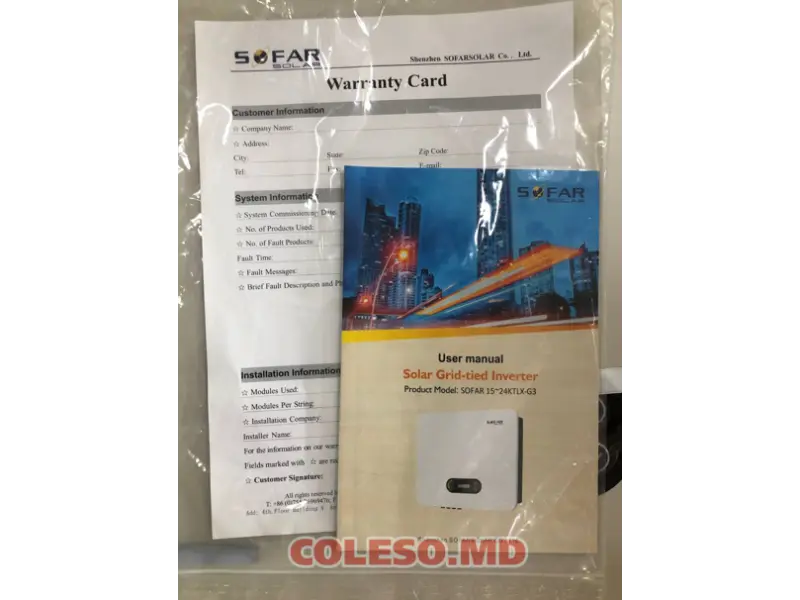 SOFAR
SOLAR
Shenzhen SOFARSOLAR Co., Ltd.
Warranty Card
Customer Information
☆ Company Name:
☆ Address:
City: State: Zip Code:
Tel: E-mail:
System Information
☆ System Commissioning Date:
☆ No. of Products Used:
☆ No. of Fault Products:
Fault Time:
☆ Fault Messages:
☆ Brief Fault Description and
Installation Information
☆ Modules Used:
☆ Modules Per String:
☆ Installation Company:
Installer Name:
For the information on our
Fields marked with ☆ are
☆ Customer Signature:
All rights reserved
Add: 4th, Floor Building
SOFAR
SOLAR
User manual
Solar Grid-tied Inverter
Product Model: SOFAR 15~24KTLX-G3
COLESO.MD